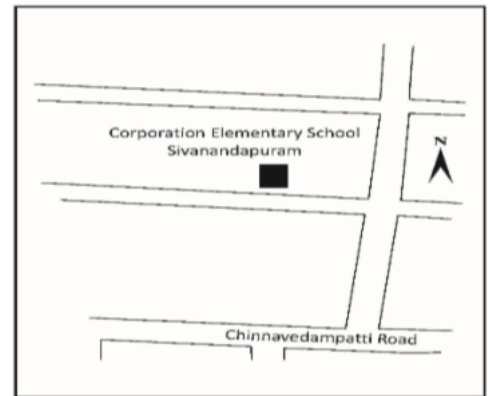 Corporation Elementary School
Sivanandapuram
N
Chinnavedampatti Road